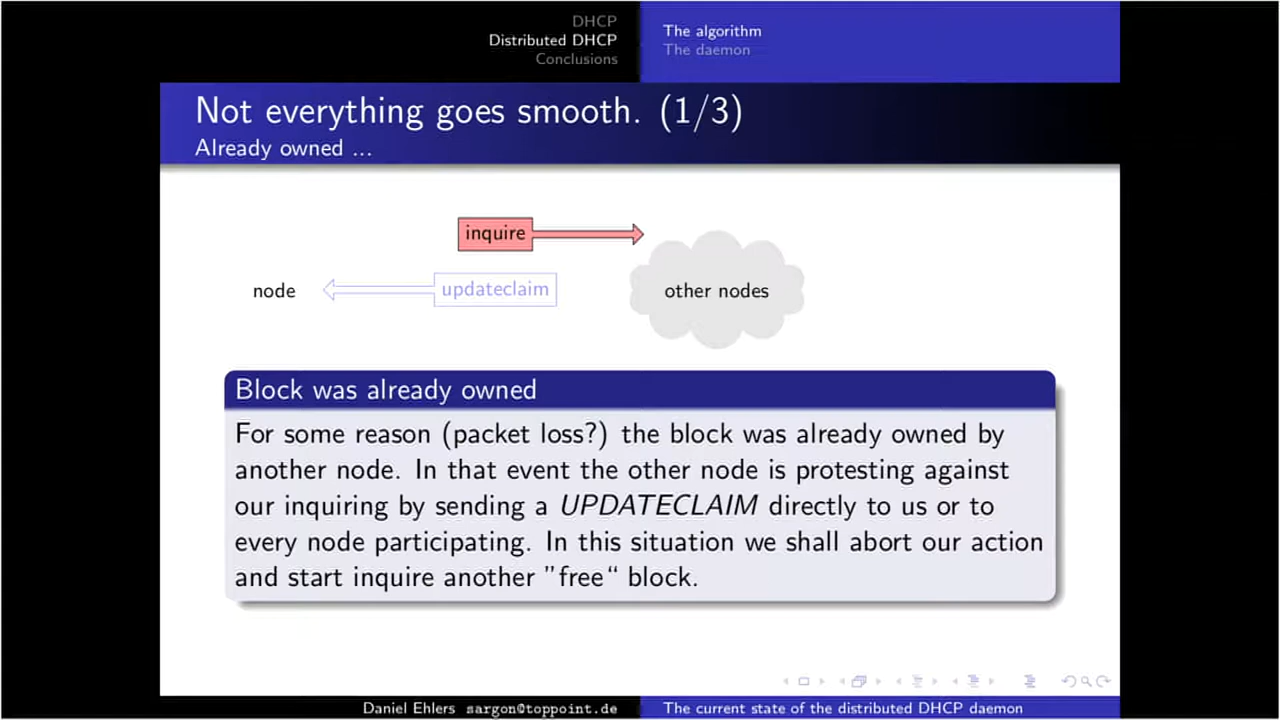 DHCP
Distributed DHCP
Conclusions
The algorithm
The daemon
Not everything goes smooth. (1/3)
Already owned ...
inquire
node
updateclaim
other nodes
Block was already owned
For some reason (packet loss?) the block was already owned by
another node. In that event the other node is protesting against
our inquiring by sending a UPDATECLAIM directly to us or to
every node participating. In this situation we shall abort our action
and start inquire another ”free“ block.
Daniel Ehlers sargon@toppoint.de
The current state of the distributed DHCP daemon